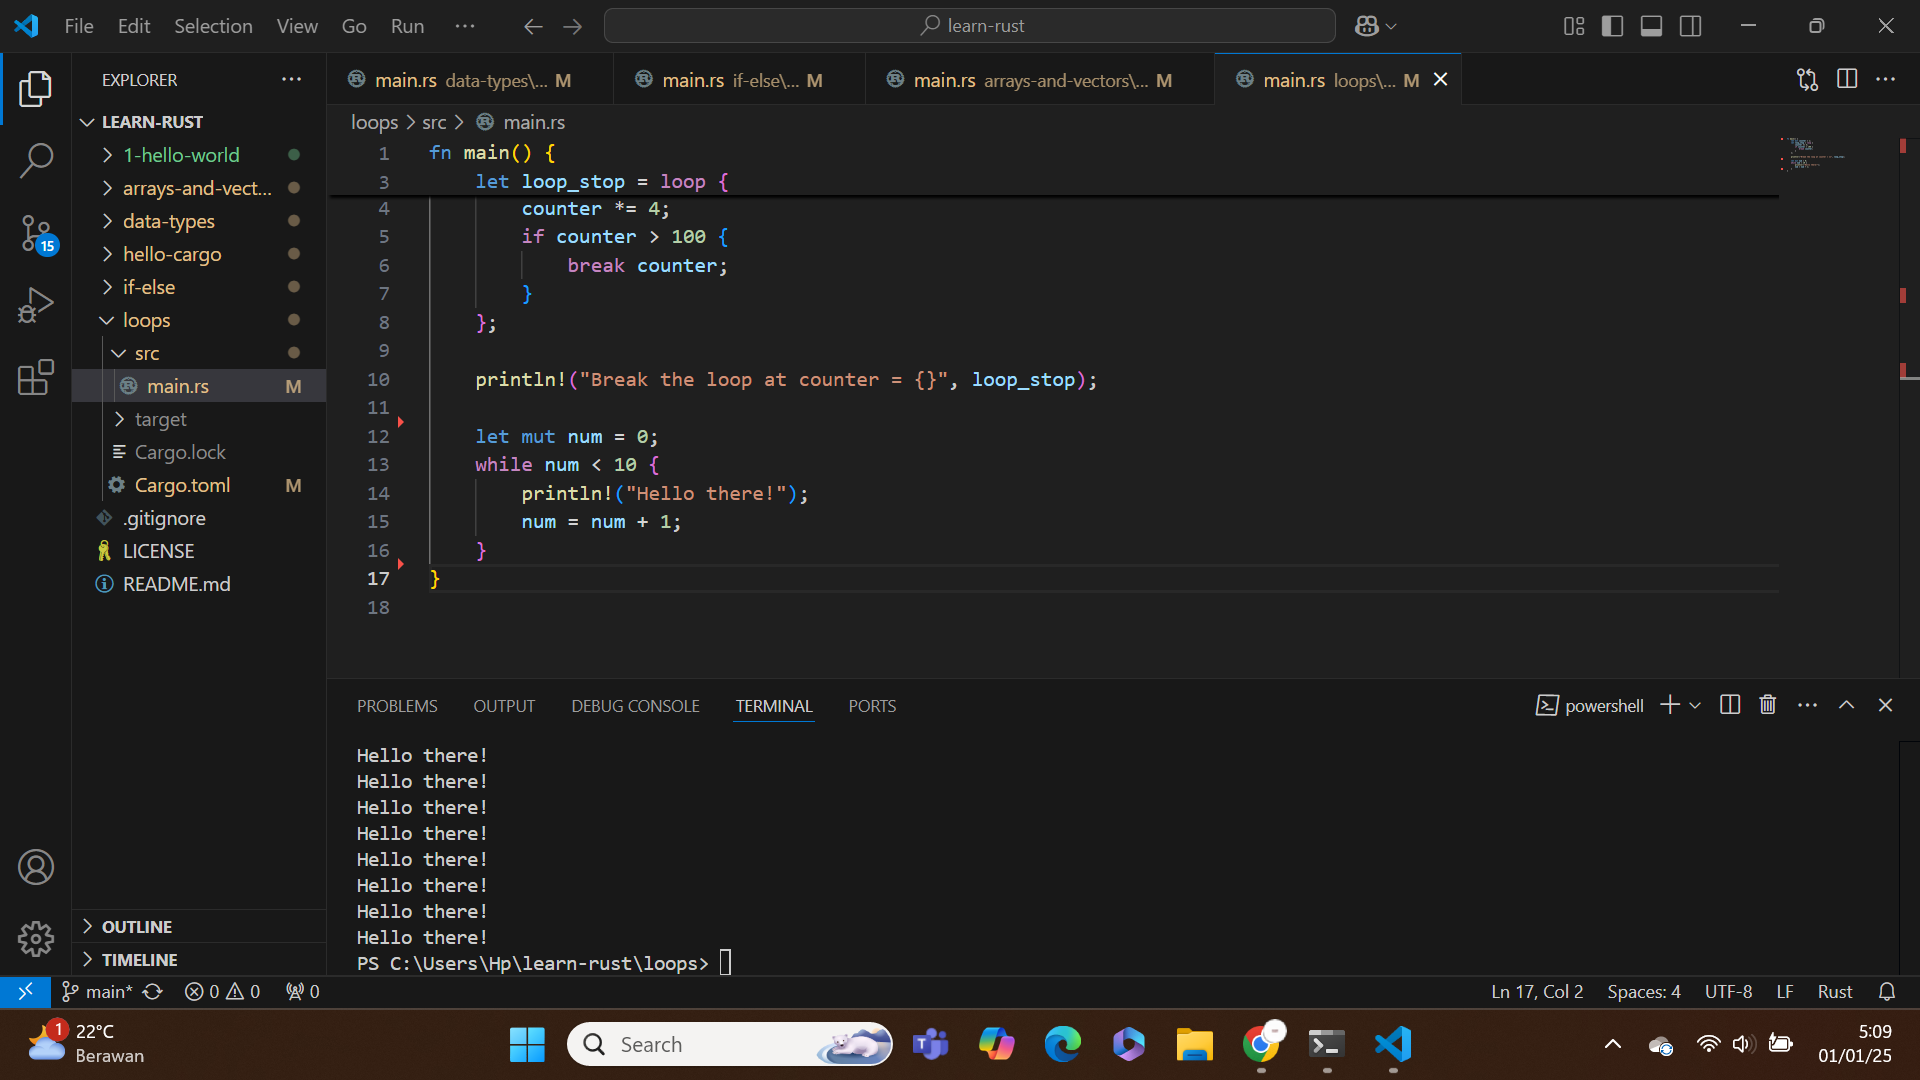 File Edit Selection View Go Run ··· learn-rust
EXPLORER ···
main.rs data-types\... M
main.rs if-else\... M
main.rs arrays-and-vectors\... M
main.rs loops\... M
LEARN-RUST
1-hello-world
arrays-and-vect...
data-types
hello-cargo
if-else
loops
src
main.rs M
target
Cargo.lock
Cargo.toml M
.gitignore
LICENSE
README.md
OUTLINE
TIMELINE
15
loops > src > main.rs
1 fn main() {
3 let loop_stop = loop {
4 counter *= 4;
5 if counter > 100 {
6 break counter;
7 }
8 };
9
10 println!("Break the loop at counter = {}", loop_stop);
11
12 let mut num = 0;
13 while num < 10 {
14 println!("Hello there!");
15 num = num + 1;
16 }
17 }
18
PROBLEMS OUTPUT DEBUG CONSOLE TERMINAL PORTS powershell
Hello there!
Hello there!
Hello there!
Hello there!
Hello there!
Hello there!
Hello there!
Hello there!
PS C:\Users\Hp\learn-rust\loops>
main* 0 0 0 Ln 17, Col 2 Spaces: 4 UTF-8 LF Rust
1 22°C
Berawan
Search
5:09
01/01/25